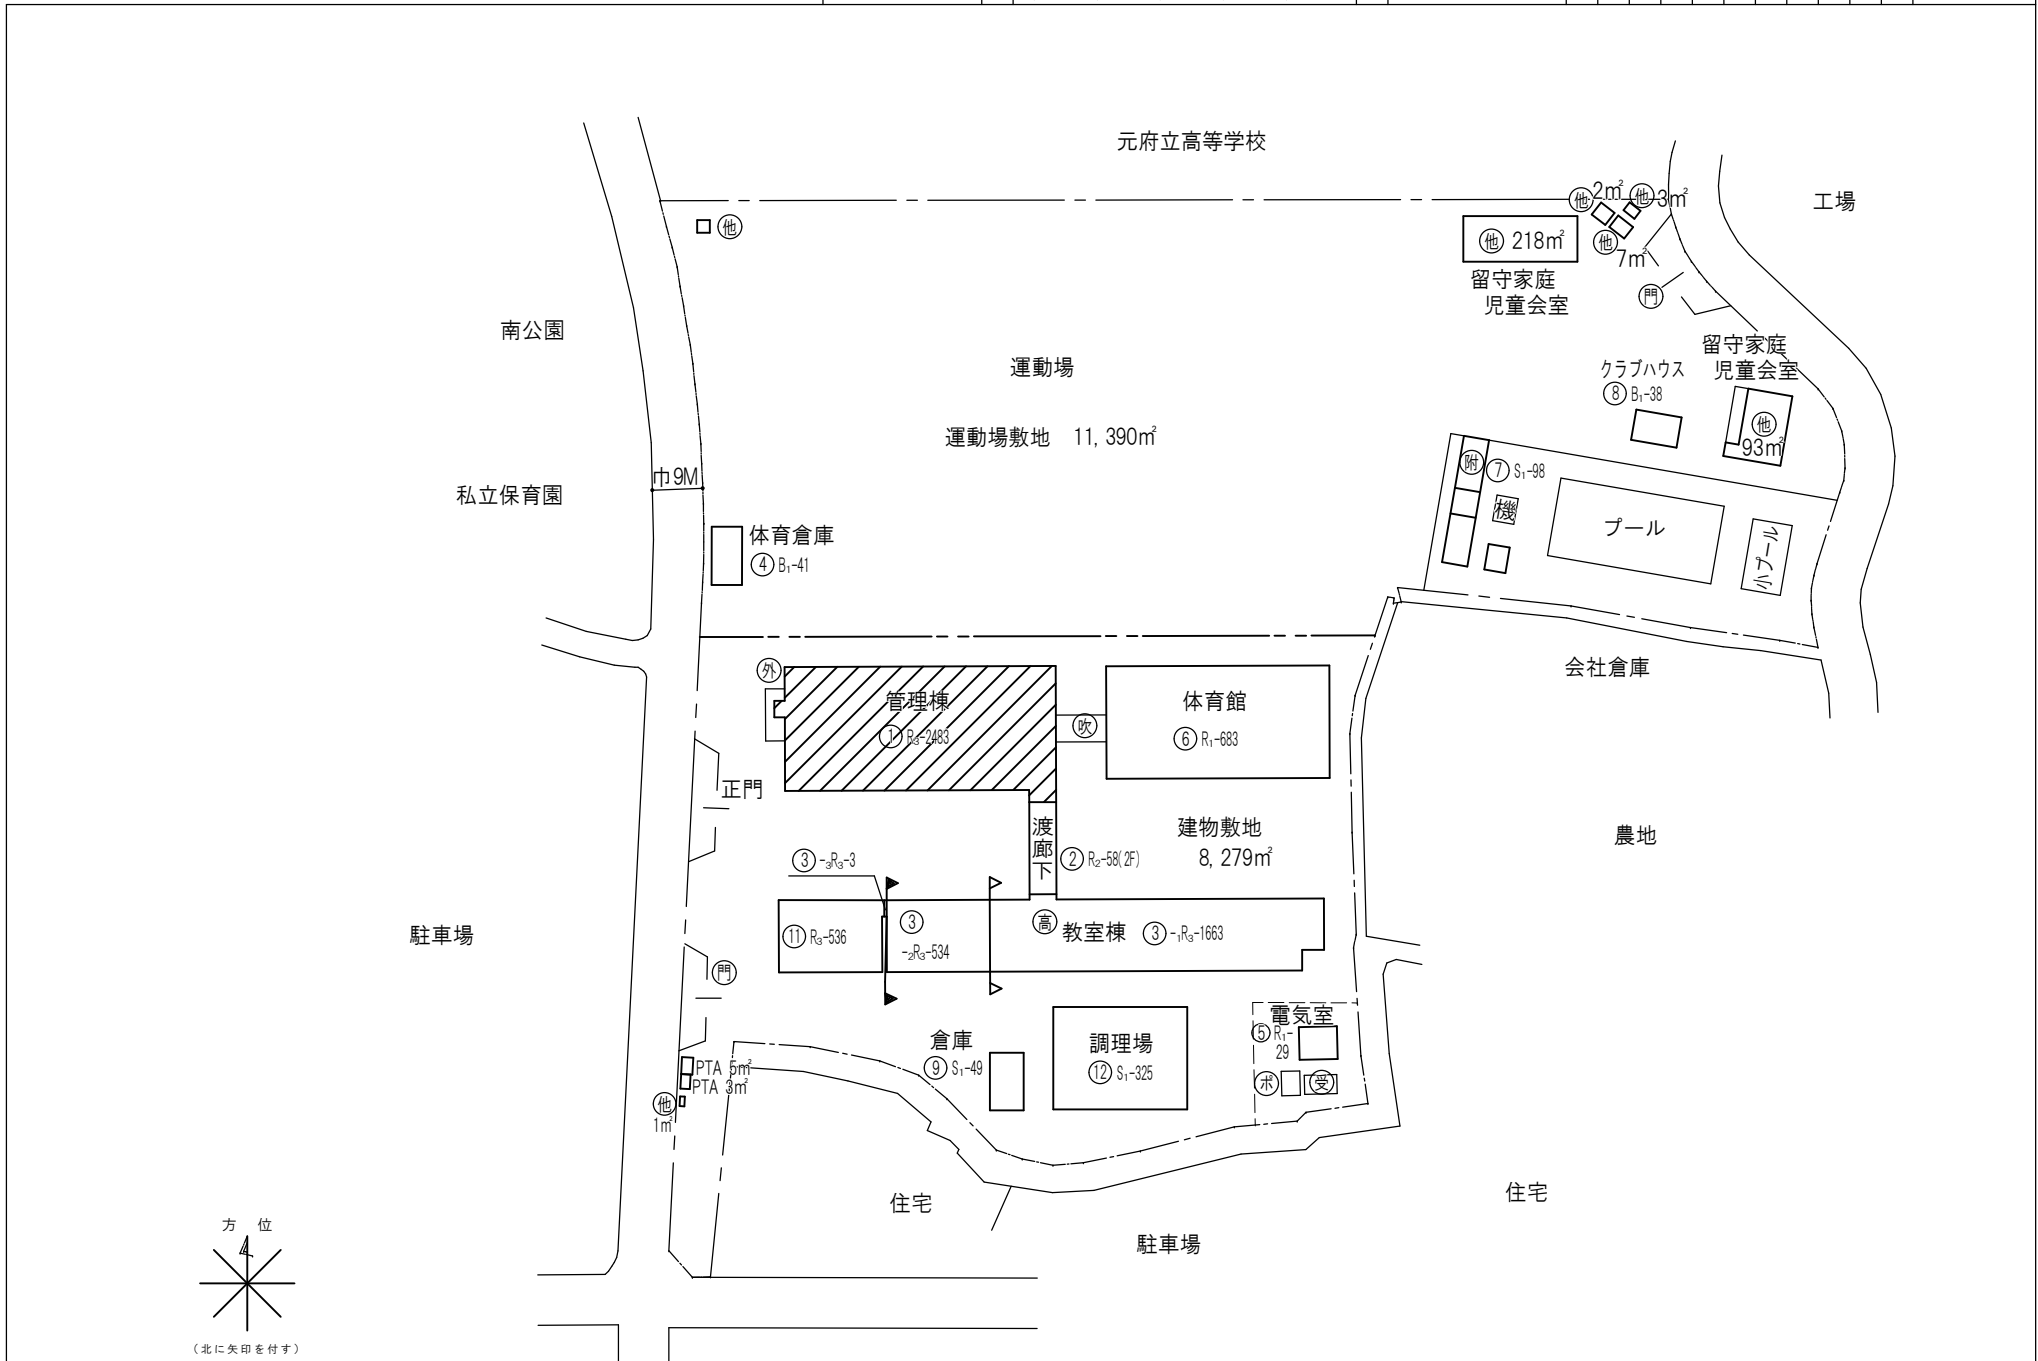 元府立高等学校
工場
他 2㎡
他 3㎡
他
他 218㎡
他
7㎡
留守家庭
児童会室
門
南公園
留守家庭
児童会室
クラブハウス
⑧ B₁-38
運動場
他
93㎡
運動場敷地 11,390㎡
附
⑦ S₁-98
巾9M
私立保育園
機
プール
小プール
体育倉庫
④ B₁-41
会社倉庫
外
管理棟
① R₃-2483
吹
体育館
⑥ R₁-683
正門
渡廊下
建物敷地
8,279㎡
農地
② R₂-58(2F)
③ -₃R₃-3
駐車場
⑪ R₃-536
③
-₂R₃-534
高
教室棟 ③ -₁R₃-1663
門
電気室
⑤ R₁-
29
倉庫
⑨ S₁-49
調理場
⑫ S₁-325
ポ
受
PTA 5㎡
PTA 3㎡
他
1㎡
住宅
住宅
駐車場
方 位
(北に矢印を付す)